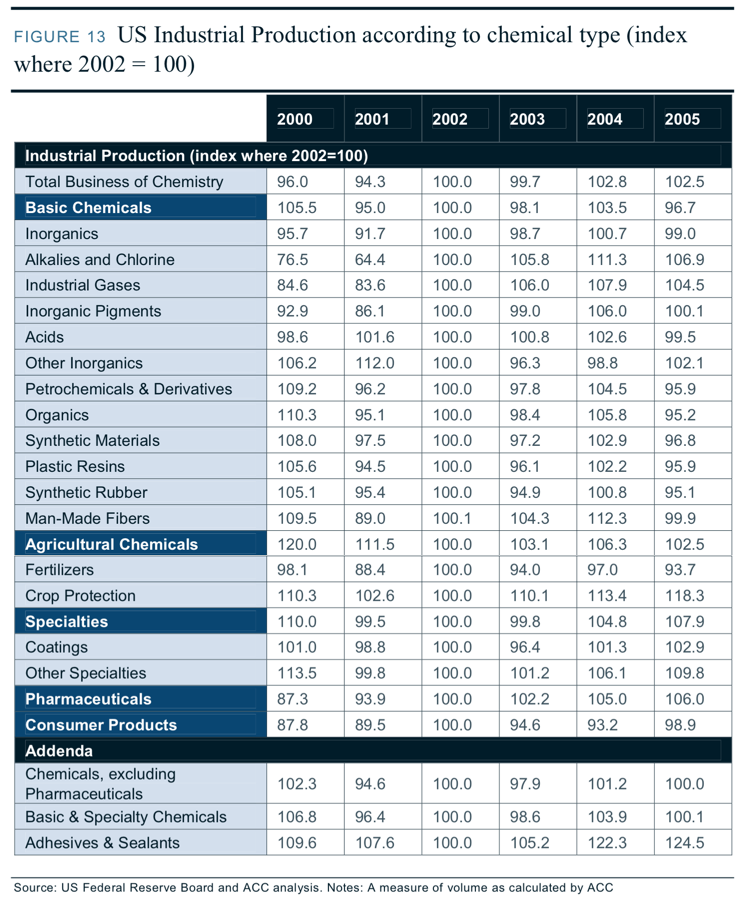 FIGURE 13 US Industrial Production according to chemical type (index
where 2002 = 100)
2000 2001 2002 2003 2004 2005
Industrial Production (index where 2002=100)
Total Business of Chemistry 96.0 94.3 100.0 99.7 102.8 102.5
Basic Chemicals 105.5 95.0 100.0 98.1 103.5 96.7
Inorganics 95.7 91.7 100.0 98.7 100.7 99.0
Alkalies and Chlorine 76.5 64.4 100.0 105.8 111.3 106.9
Industrial Gases 84.6 83.6 100.0 106.0 107.9 104.5
Inorganic Pigments 92.9 86.1 100.0 99.0 106.0 100.1
Acids 98.6 101.6 100.0 100.8 102.6 99.5
Other Inorganics 106.2 112.0 100.0 96.3 98.8 102.1
Petrochemicals & Derivatives 109.2 96.2 100.0 97.8 104.5 95.9
Organics 110.3 95.1 100.0 98.4 105.8 95.2
Synthetic Materials 108.0 97.5 100.0 97.2 102.9 96.8
Plastic Resins 105.6 94.5 100.0 96.1 102.2 95.9
Synthetic Rubber 105.1 95.4 100.0 94.9 100.8 95.1
Man-Made Fibers 109.5 89.0 100.1 104.3 112.3 99.9
Agricultural Chemicals 120.0 111.5 100.0 103.1 106.3 102.5
Fertilizers 98.1 88.4 100.0 94.0 97.0 93.7
Crop Protection 110.3 102.6 100.0 110.1 113.4 118.3
Specialties 110.0 99.5 100.0 99.8 104.8 107.9
Coatings 101.0 98.8 100.0 96.4 101.3 102.9
Other Specialties 113.5 99.8 100.0 101.2 106.1 109.8
Pharmaceuticals 87.3 93.9 100.0 102.2 105.0 106.0
Consumer Products 87.8 89.5 100.0 94.6 93.2 98.9
Addenda
Chemicals, excluding
Pharmaceuticals 102.3 94.6 100.0 97.9 101.2 100.0
Basic & Specialty Chemicals 106.8 96.4 100.0 98.6 103.9 100.1
Adhesives & Sealants 109.6 107.6 100.0 105.2 122.3 124.5
Source: US Federal Reserve Board and ACC analysis. Notes: A measure of volume as calculated by ACC